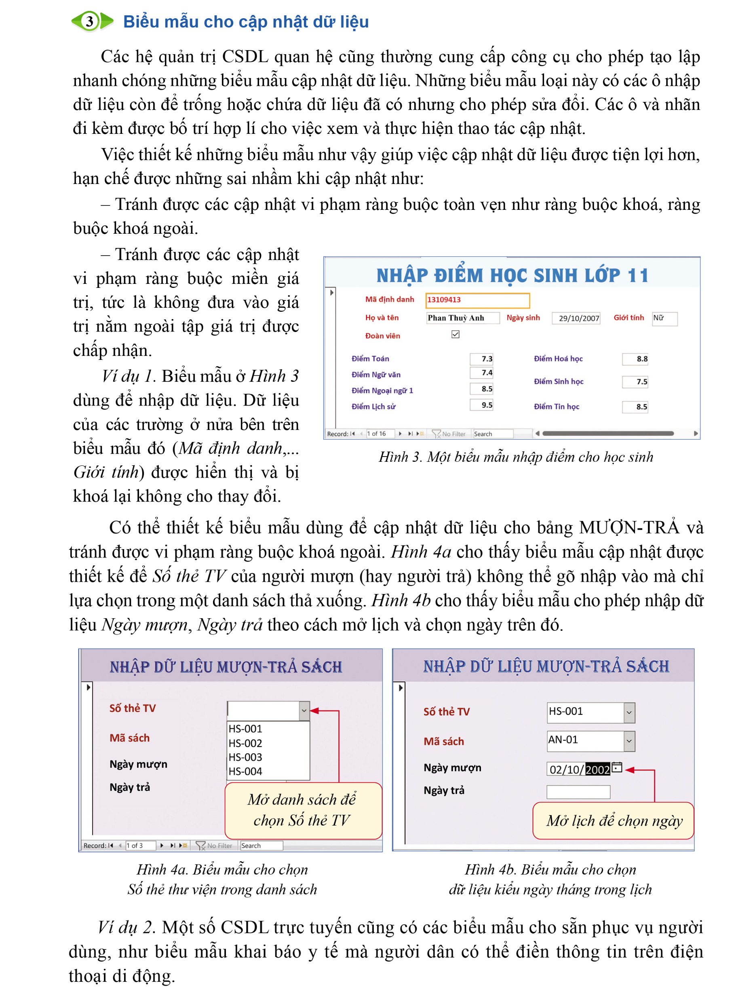 3 Biểu mẫu cho cập nhật dữ liệu
Các hệ quản trị CSDL quan hệ cũng thường cung cấp công cụ cho phép tạo lập
nhanh chóng những biểu mẫu cập nhật dữ liệu. Những biểu mẫu loại này có các ô nhập
dữ liệu còn để trống hoặc chứa dữ liệu đã có nhưng cho phép sửa đổi. Các ô và nhãn
đi kèm được bố trí hợp lí cho việc xem và thực hiện thao tác cập nhật.
Việc thiết kế những biểu mẫu như vậy giúp việc cập nhật dữ liệu được tiện lợi hơn,
hạn chế được những sai nhầm khi cập nhật như:
– Tránh được các cập nhật vi phạm ràng buộc toàn vẹn như ràng buộc khoá, ràng
buộc khoá ngoài.
– Tránh được các cập nhật
vi phạm ràng buộc miền giá
trị, tức là không đưa vào giá
trị nằm ngoài tập giá trị được
chấp nhận.
Ví dụ 1. Biểu mẫu ở Hình 3
dùng để nhập dữ liệu. Dữ liệu
của các trường ở nửa bên trên
biểu mẫu đó (Mã định danh,...
Giới tính) được hiển thị và bị
khoá lại không cho thay đổi.
NHẬP ĐIỂM HỌC SINH LỚP 11
Mã định danh 13109413
Họ và tên Phan Thuỳ Anh Ngày sinh 29/10/2007 Giới tính Nữ
Đoàn viên
Điểm Toán 7.3 Điểm Hoá học 8.8
Điểm Ngữ văn 7.4
Điểm Sinh học 7.5
Điểm Ngoại ngữ 1 8.5
Điểm Lịch sử 9.5 Điểm Tin học 8.5
Record: 1 of 16 No Filter Search
Hình 3. Một biểu mẫu nhập điểm cho học sinh
Có thể thiết kế biểu mẫu dùng để cập nhật dữ liệu cho bảng MƯỢN-TRẢ và
tránh được vi phạm ràng buộc khoá ngoài. Hình 4a cho thấy biểu mẫu cập nhật được
thiết kế để Số thẻ TV của người mượn (hay người trả) không thể gõ nhập vào mà chỉ
lựa chọn trong một danh sách thả xuống. Hình 4b cho thấy biểu mẫu cho phép nhập dữ
liệu Ngày mượn, Ngày trả theo cách mở lịch và chọn ngày trên đó.
NHẬP DỮ LIỆU MƯỢN-TRẢ SÁCH
Số thẻ TV
HS-001
Mã sách
HS-002
HS-003
Ngày mượn
HS-004
Ngày trả
Mở danh sách để
chọn Số thẻ TV
Record: 1 of 3 No Filter Search
Hình 4a. Biểu mẫu cho chọn
Số thẻ thư viện trong danh sách
NHẬP DỮ LIỆU MƯỢN-TRẢ SÁCH
Số thẻ TV HS-001
Mã sách AN-01
Ngày mượn 02/10/2002
Ngày trả
Mở lịch để chọn ngày
Hình 4b. Biểu mẫu cho chọn
dữ liệu kiểu ngày tháng trong lịch
Ví dụ 2. Một số CSDL trực tuyến cũng có các biểu mẫu cho sẵn phục vụ người
dùng, như biểu mẫu khai báo y tế mà người dân có thể điền thông tin trên điện
thoại di động.